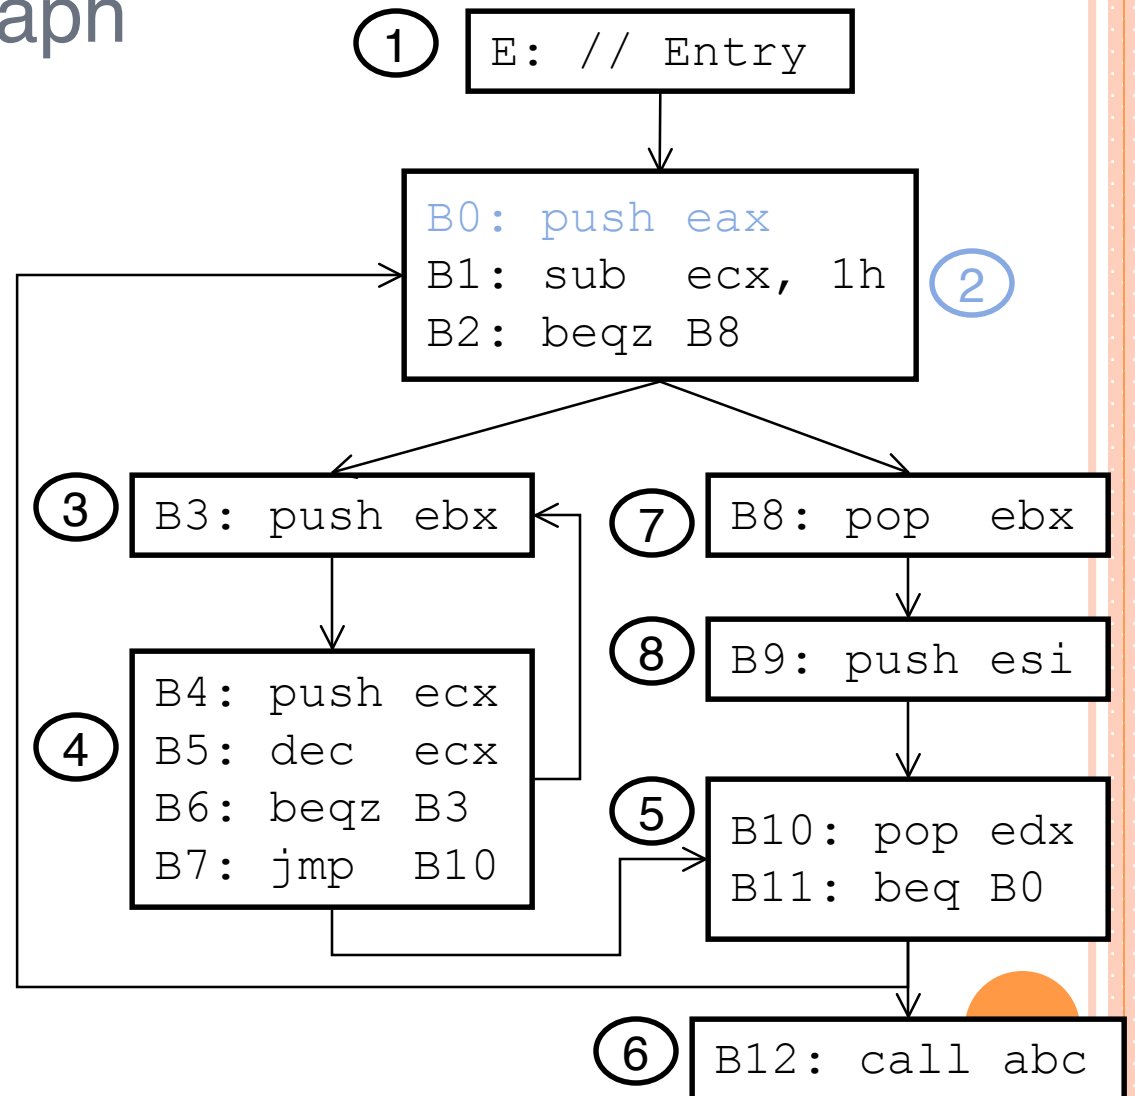 1
E: // Entry
B0: push eax
B1: sub ecx, 1h
B2: beqz B8
2
3
B3: push ebx
7
B8: pop ebx
8
B9: push esi
4
B4: push ecx
B5: dec ecx
B6: beqz B3
B7: jmp B10
5
B10: pop edx
B11: beq B0
6
B12: call abc